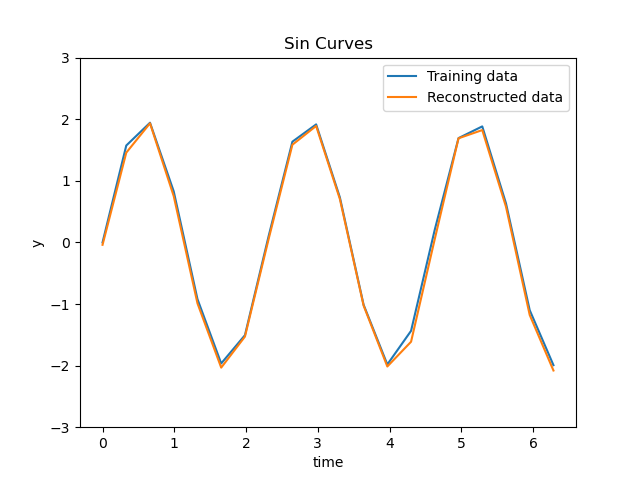 Sin Curves
Training data
Reconstructed data
3
2
1
0
−1
−2
−3
y
0 1 2 3 4 5 6
time